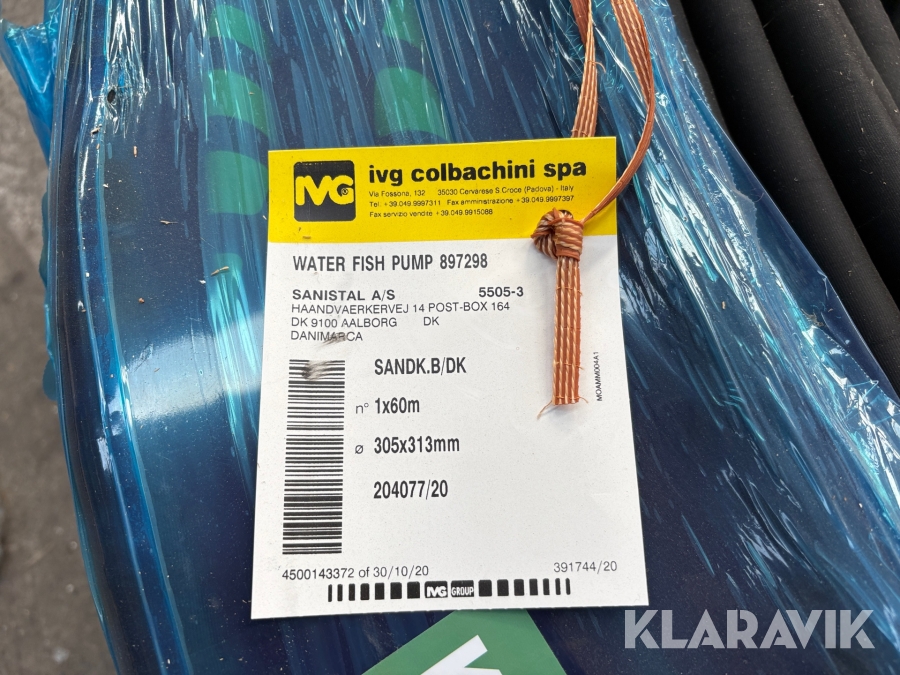 IVG
ivg colbachini spa
Via Fossona, 132 35030 Cervarese S.Croce (Padova) - Italy
Tel: +39.049.9997311 Fax amministrazione +39.049.9997397
Fax servizio vendite +39.049.9915088
WATER FISH PUMP 897298
SANISTAL A/S 5505-3
HAANDVAERKERVEJ 14 POST-BOX 164
DK 9100 AALBORG DK
DANIMARCA
SANDK.B/DK
n° 1x60m
ø 305x313mm
204077/20
MOAMM004A1
4500143372 of 30/10/20 391744/20
IVG GROUP
KLARAVIK